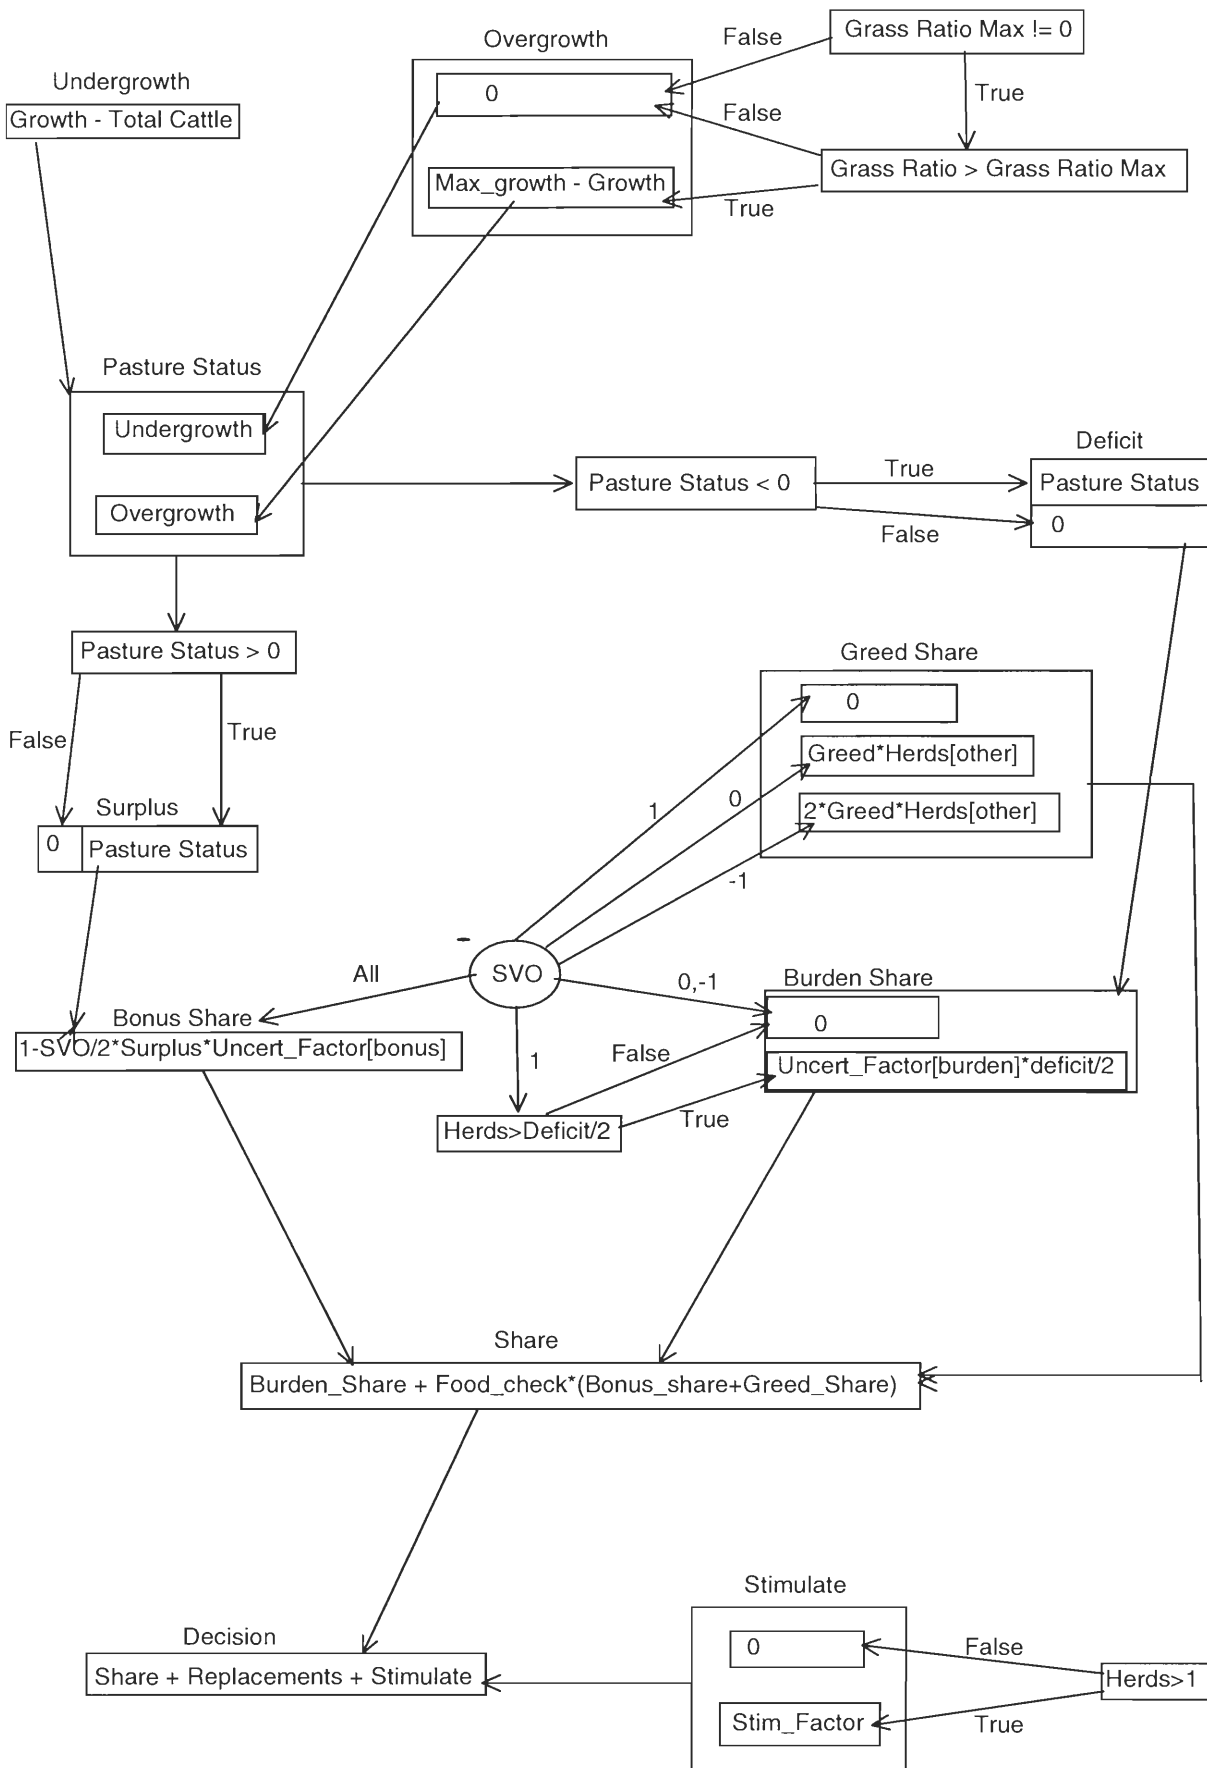 Grass Ratio Max != 0
Overgrowth
False
Undergrowth
0
True
Growth - Total Cattle
False
Grass Ratio > Grass Ratio Max
Max_growth - Growth
True
Pasture Status
Undergrowth
Overgrowth
Pasture Status < 0
True
False
Deficit
Pasture Status
0
Pasture Status > 0
False
True
Surplus
0
Pasture Status
Greed Share
0
Greed*Herds[other]
2*Greed*Herds[other]
1
0
-1
-
SVO
All
0,-1
1
Bonus Share
1-SVO/2*Surplus*Uncert_Factor[bonus]
Burden Share
0
Uncert_Factor[burden]*deficit/2
False
True
Herds>Deficit/2
Share
Burden_Share + Food_check*(Bonus_share+Greed_Share)
Stimulate
0
False
Herds>1
Stim_Factor
True
Decision
Share + Replacements + Stimulate